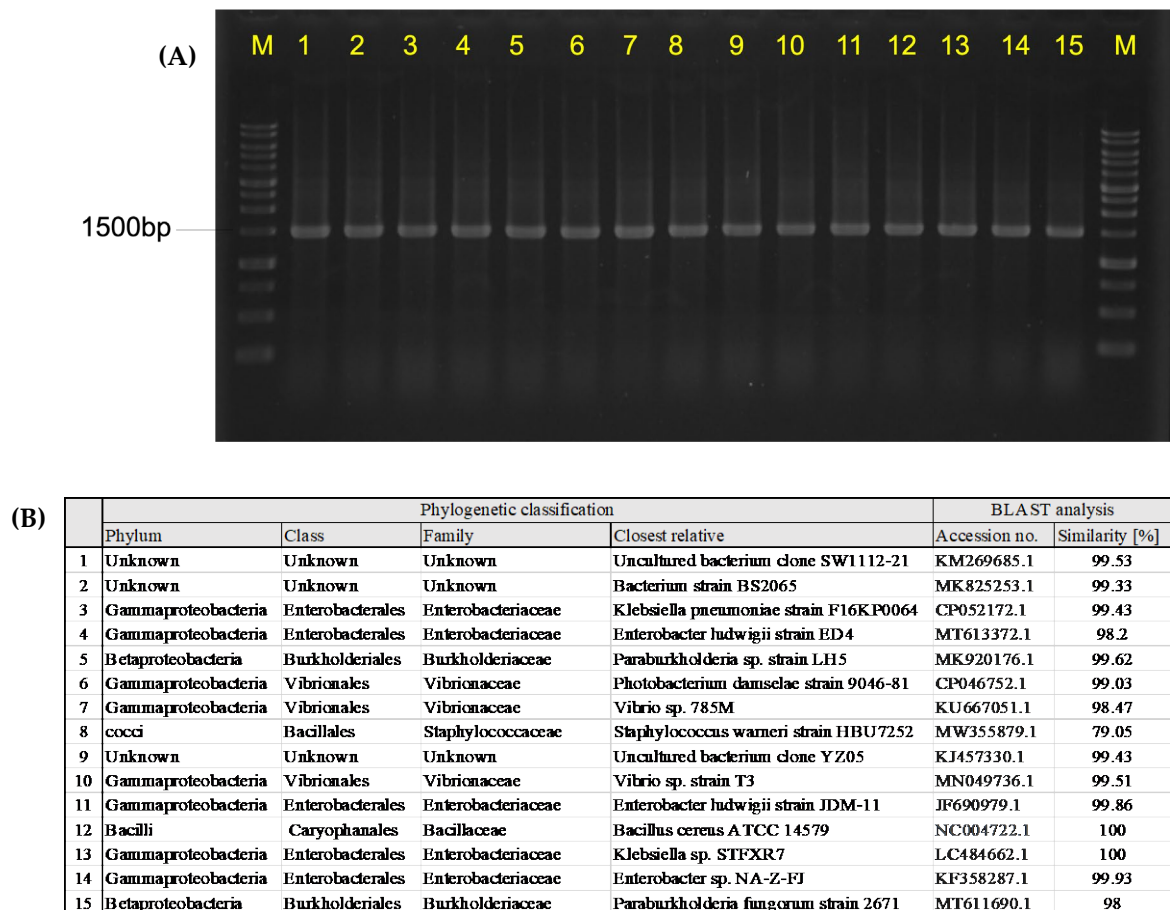 (A)
M 1 2 3 4 5 6 7 8 9 10 11 12 13 14 15 M
1500bp
(B)
Phylogenetic classification BLAST analysis
Phylum Class Family Closest relative Accession no. Similarity [%]
1 Unknown Unknown Unknown Uncultured bacterium clone SW1112-21 KM269685.1 99.53
2 Unknown Unknown Unknown Bacterium strain BS2065 MK825253.1 99.33
3 Gammaproteobacteria Enterobacterales Enterobacteriaceae Klebsiella pneumoniae strain F16KP0064 CP052172.1 99.43
4 Gammaproteobacteria Enterobacterales Enterobacteriaceae Enterobacter ludwigii strain ED4 MT613372.1 98.2
5 Betaproteobacteria Burkholderiales Burkholderiaceae Paraburkholderia sp. strain LH5 MK920176.1 99.62
6 Gammaproteobacteria Vibrionales Vibrionaceae Photobacterium damselae strain 9046-81 CP046752.1 99.03
7 Gammaproteobacteria Vibrionales Vibrionaceae Vibrio sp. 785M KU667051.1 98.47
8 cocci Bacillales Staphylococcaceae Staphylococcus warneri strain HBU7252 MW355879.1 79.05
9 Unknown Unknown Unknown Uncultured bacterium clone YZ05 KJ457330.1 99.43
10 Gammaproteobacteria Vibrionales Vibrionaceae Vibrio sp. strain T3 MN049736.1 99.51
11 Gammaproteobacteria Enterobacterales Enterobacteriaceae Enterobacter ludwigii strain JDM-11 JF690979.1 99.86
12 Bacilli Caryophanales Bacillaceae Bacillus cereus ATCC 14579 NC004722.1 100
13 Gammaproteobacteria Enterobacterales Enterobacteriaceae Klebsiella sp. STFXR7 LC484662.1 100
14 Gammaproteobacteria Enterobacterales Enterobacteriaceae Enterobacter sp. NA-Z-FJ KF358287.1 99.93
15 Betaproteobacteria Burkholderiales Burkholderiaceae Paraburkholderia fungorum strain 2671 MT611690.1 98